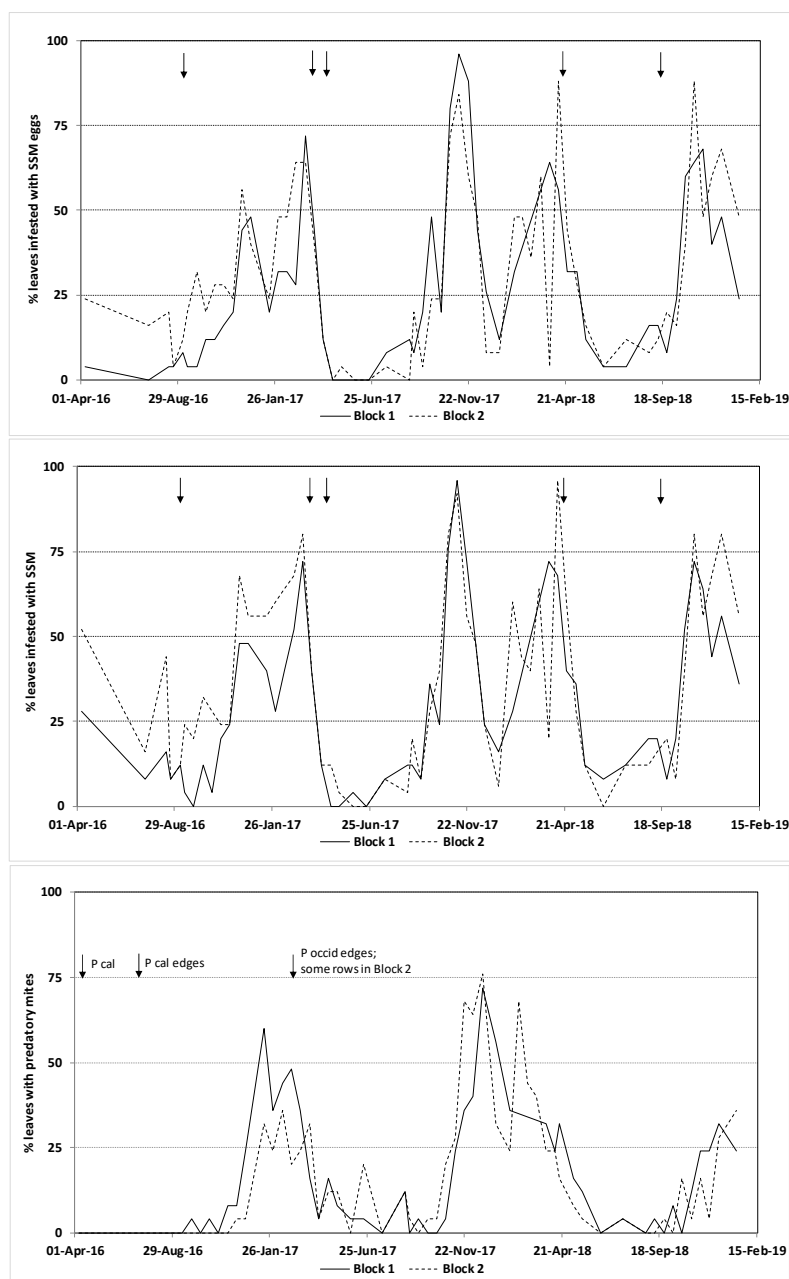 100
% leaves infested with SSM eggs
75
50
25
0
01-Apr-16 29-Aug-16 26-Jan-17 25-Jun-17 22-Nov-17 21-Apr-18 18-Sep-18 15-Feb-19
Block 1 Block 2
100
% leaves infested with SSM
75
50
25
0
01-Apr-16 29-Aug-16 26-Jan-17 25-Jun-17 22-Nov-17 21-Apr-18 18-Sep-18 15-Feb-19
Block 1 Block 2
100
% leaves with predatory mites
P cal
P cal edges
P occid edges;
some rows in Block 2
75
50
25
0
01-Apr-16 29-Aug-16 26-Jan-17 25-Jun-17 22-Nov-17 21-Apr-18 18-Sep-18 15-Feb-19
Block 1 Block 2